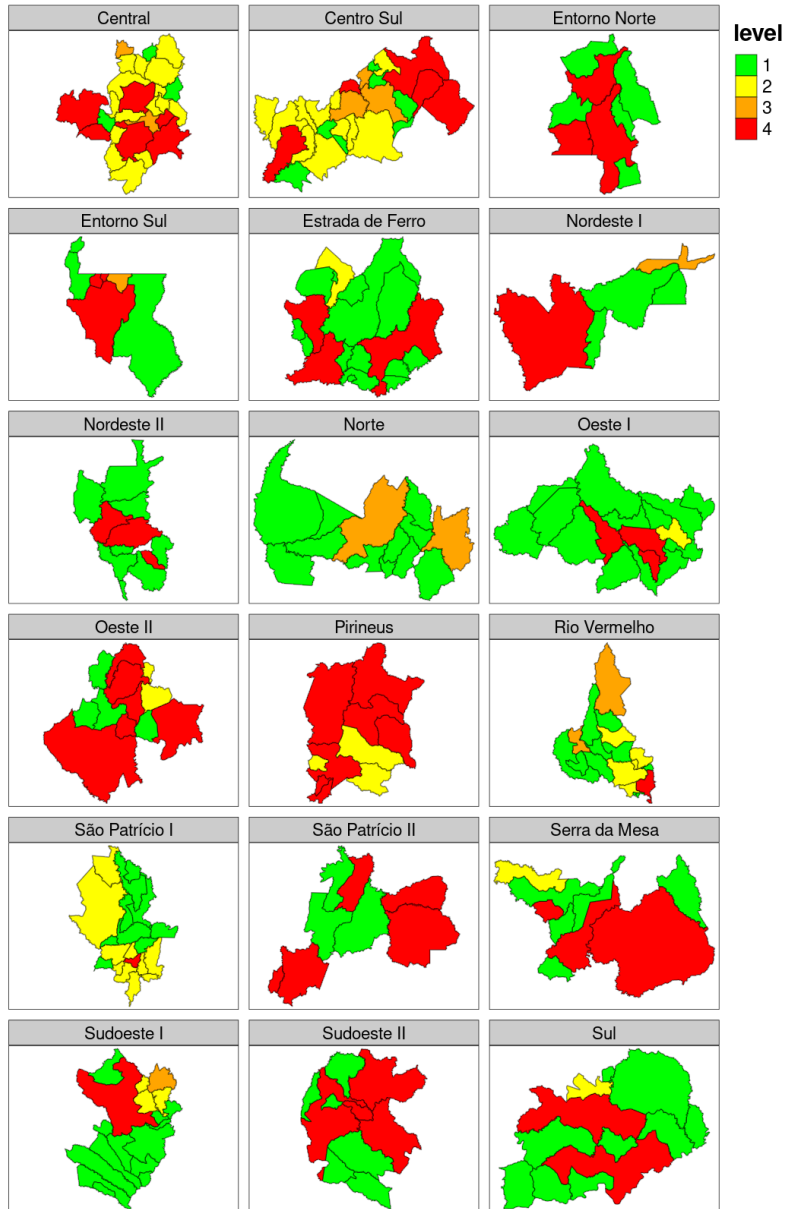 Central
Centro Sul
Entorno Norte
level
1
2
3
4
Entorno Sul
Estrada de Ferro
Nordeste I
Nordeste II
Norte
Oeste I
Oeste II
Pirineus
Rio Vermelho
São Patrício I
São Patrício II
Serra da Mesa
Sudoeste I
Sudoeste II
Sul